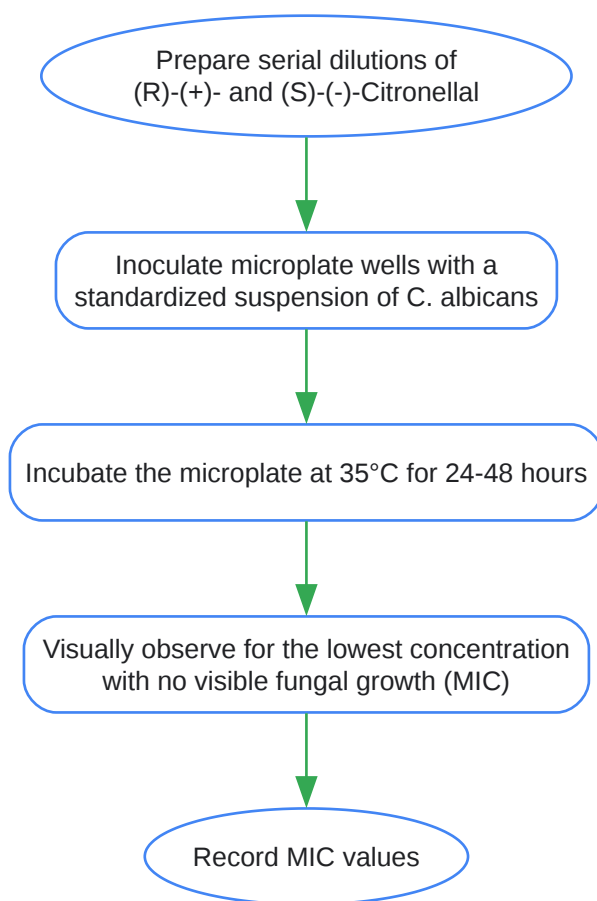 Prepare serial dilutions of
(R)-(+)- and (S)-(-)-Citronellal
Inoculate microplate wells with a
standardized suspension of C. albicans
Incubate the microplate at 35°C for 24-48 hours
Visually observe for the lowest concentration
with no visible fungal growth (MIC)
Record MIC values